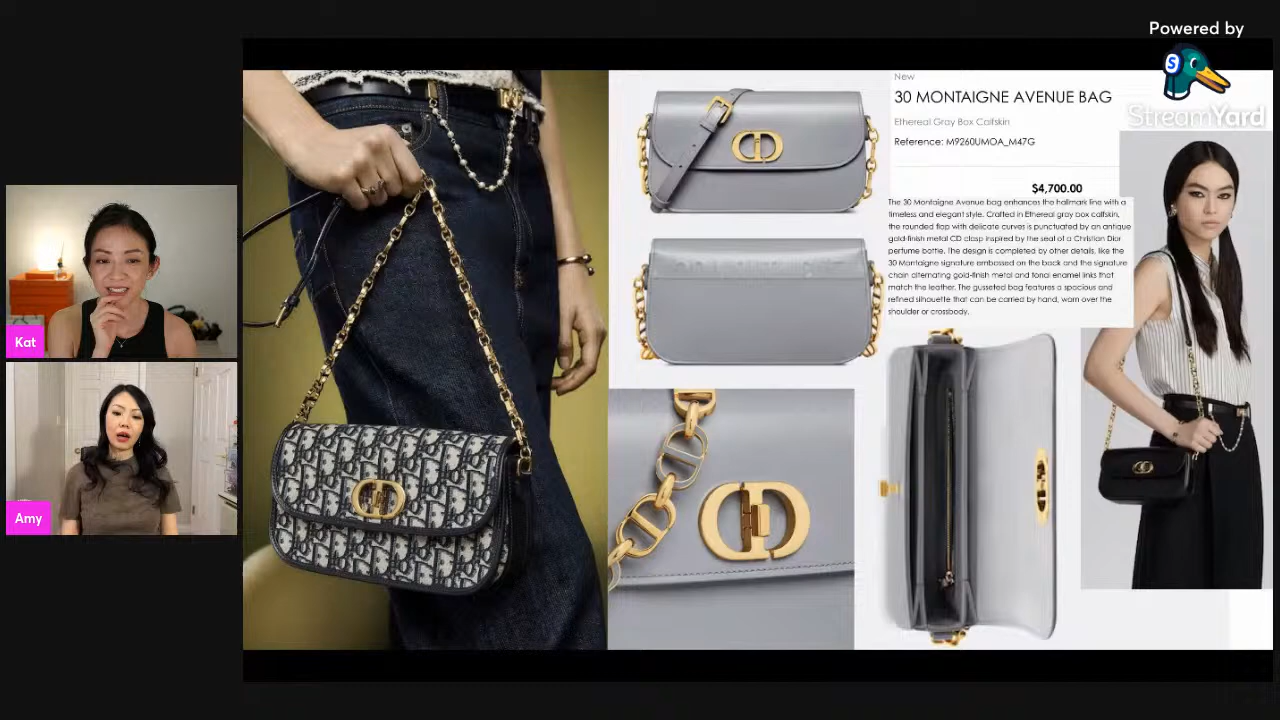 Powered by
StreamYard
Kat
Amy
New
30 MONTAIGNE AVENUE BAG
Ethereal Gray Box Calfskin
Reference: M9260UMOA_M47G
$4,700.00
The 30 Montaigne Avenue bag enhances the hallmark line with a
timeless and elegant style. Crafted in Ethereal gray box calfskin,
the rounded flap with delicate curves is punctuated by an antique
gold-finish metal CD clasp inspired by the seal of a Christian Dior
perfume bottle. The design is completed by other details, like the
30 Montaigne signature embossed on the back and the signature
chain alternating gold-finish metal and tonal enamel links that
match the leather. The gusseted bag features a spacious and
refined silhouette that can be carried by hand, worn over the
shoulder or crossbody.